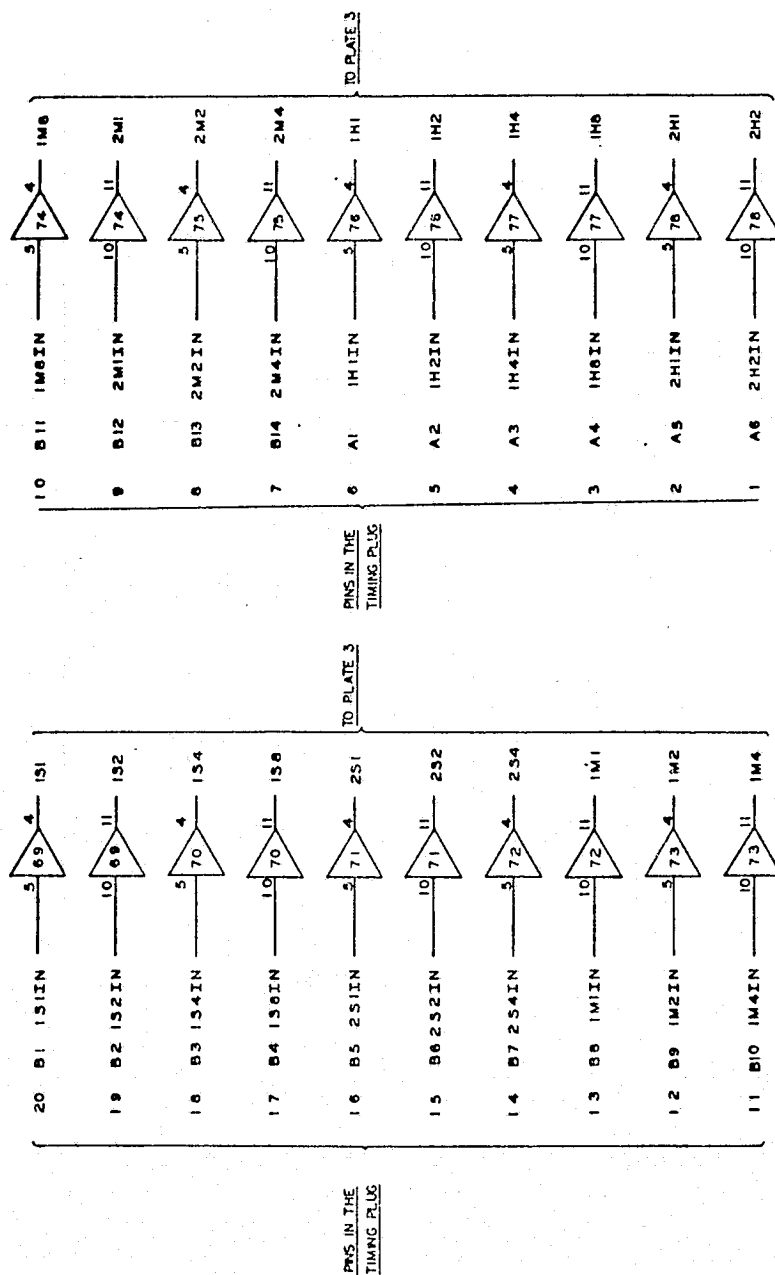 PINS IN THE
TIMING PLUG
20 B1 1S1IN 5 69 4 1S1
19 B2 1S2IN 10 69 11 1S2
18 B3 1S4IN 5 70 4 1S4
17 B4 1S8IN 10 70 11 1S8
16 B5 2S1IN 5 71 4 2S1
15 B6 2S2IN 10 71 11 2S2
14 B7 2S4IN 5 72 4 2S4
13 B8 1M1IN 10 72 11 1M1
12 B9 1M2IN 5 73 4 1M2
11 B10 1M4IN 10 73 11 1M4
TO PLATE 3
PINS IN THE
TIMING PLUG
10 B11 1M8IN 5 74 4 1M8
9 B12 2M1IN 10 74 11 2M1
8 B13 2M2IN 5 75 4 2M2
7 B14 2M4IN 10 75 11 2M4
6 A1 1H1IN 5 76 4 1H1
5 A2 1H2IN 10 76 11 1H2
4 A3 1H4IN 5 77 4 1H4
3 A4 1H8IN 10 77 11 1H8
2 A5 2H1IN 5 78 4 2H1
1 A6 2H2IN 10 78 11 2H2
TO PLATE 3